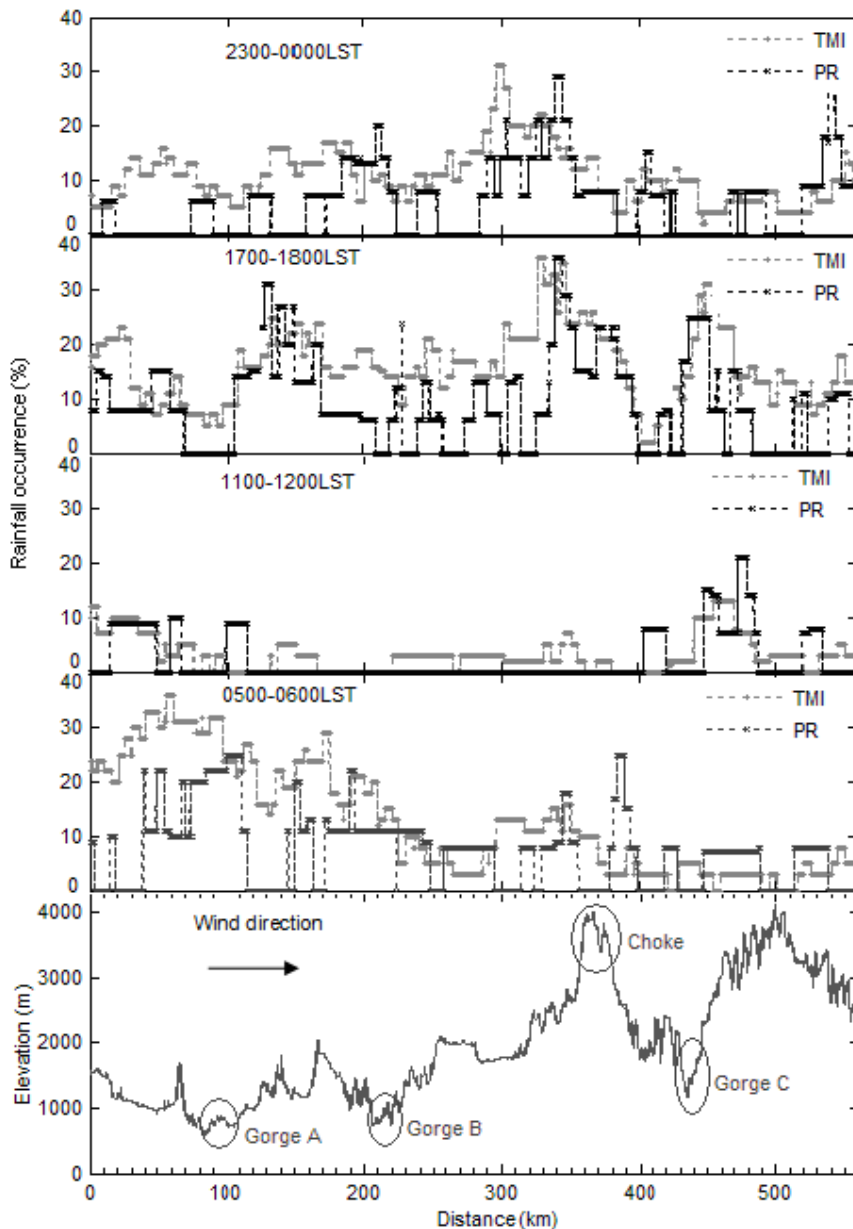 40
2300-0000LST
TMI
PR
30
20
10
0
40
1700-1800LST
TMI
PR
30
20
10
0
Rainfall occurrence (%)
40
1100-1200LST
TMI
PR
30
20
10
0
40
0500-0600LST
TMI
PR
30
20
10
0
4000
Wind direction
Choke
3000
2000
1000
0
Gorge A
Gorge B
Gorge C
Elevation (m)
0 100 200 300 400 500
Distance (km)